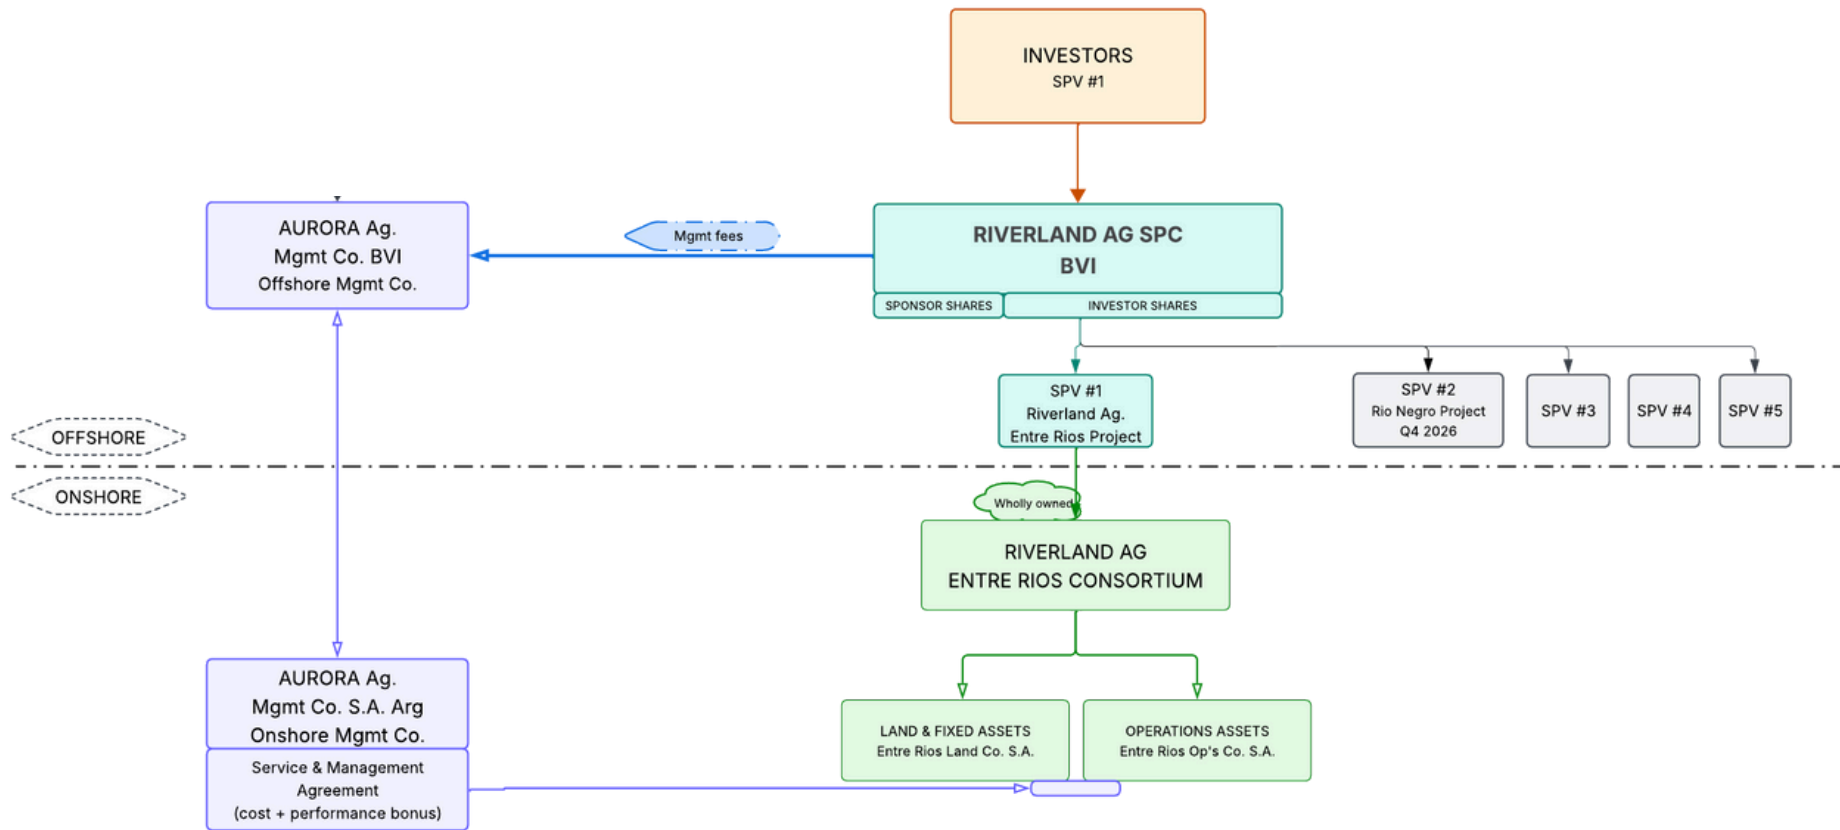 INVESTORS
SPV #1
AURORA Ag.
Mgmt Co. BVI
Offshore Mgmt Co.
Mgmt fees
RIVERLAND AG SPC
BVI
SPONSOR SHARES
INVESTOR SHARES
SPV #1
Riverland Ag.
Entre Rios Project
SPV #2
Rio Negro Project
Q4 2026
SPV #3
SPV #4
SPV #5
OFFSHORE
ONSHORE
Wholly owned
RIVERLAND AG
ENTRE RIOS CONSORTIUM
AURORA Ag.
Mgmt Co. S.A. Arg
Onshore Mgmt Co.
Service & Management
Agreement
(cost + performance bonus)
LAND & FIXED ASSETS
Entre Rios Land Co. S.A.
OPERATIONS ASSETS
Entre Rios Op's Co. S.A.